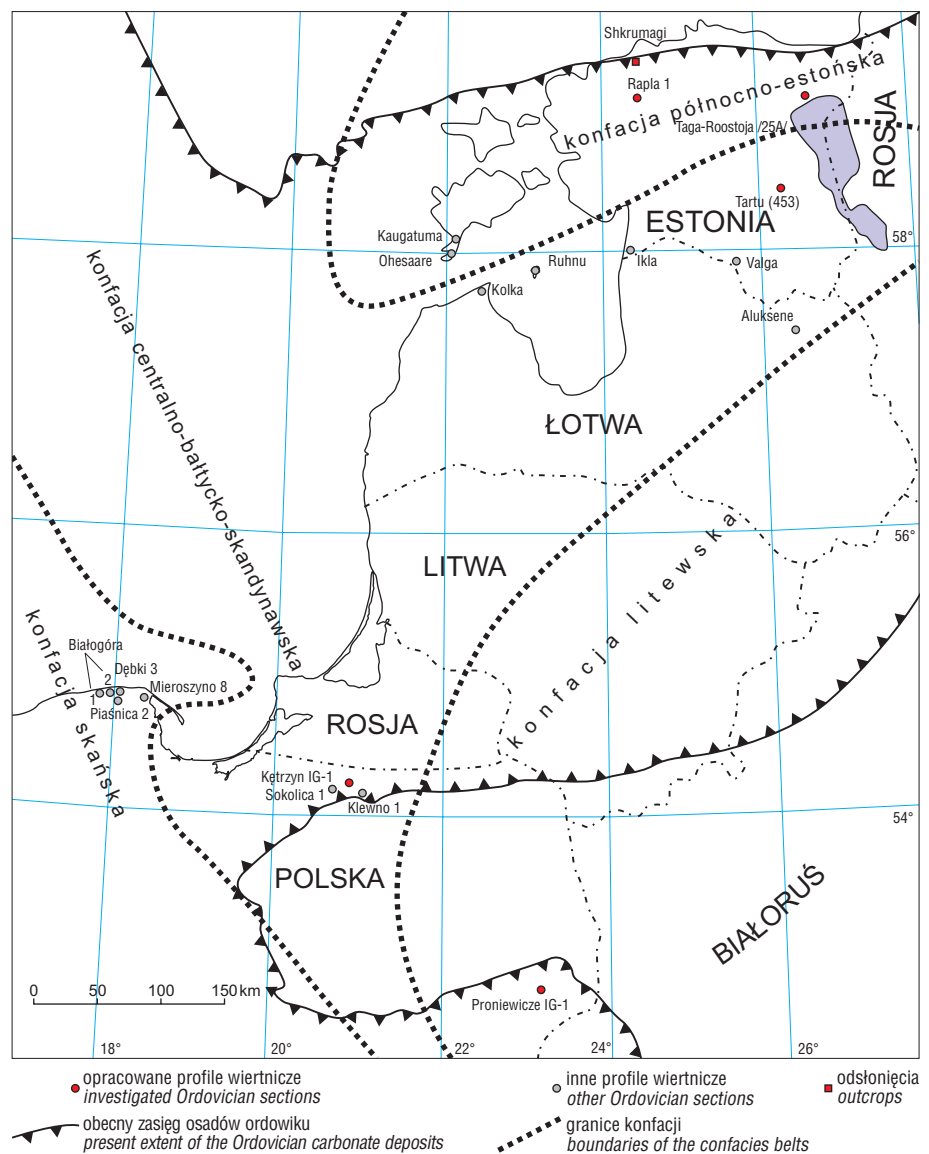 Shkrumagi
Rapla 1
konfacja północno-estońska
Taga-Roostoja /25A/
ROSJA
Tartu (453)
ESTONIA
Kaugatuma
58°
Ohesaare
Ruhnu
Ikla
Valga
Kolka
Aluksene
konfacja centralno-bałtycko-skandynawska
ŁOTWA
56°
LITWA
konfacja litewska
konfacja skańska
Białogóra
Dębki 3
2
Mieroszyno 8
1
Piaśnica 2
ROSJA
Kętrzyn IG-1
Sokolica 1
Klewno 1
54°
POLSKA
BIAŁORUŚ
0 50 100 150 km
Proniewicze IG-1
18° 20° 22° 24° 26°
opracowane profile wiertnicze
investigated Ordovician sections
inne profile wiertnicze
other Ordovician sections
odsłonięcia
outcrops
obecny zasięg osadów ordowiku
present extent of the Ordovician carbonate deposits
granice konfacji
boundaries of the confacies belts